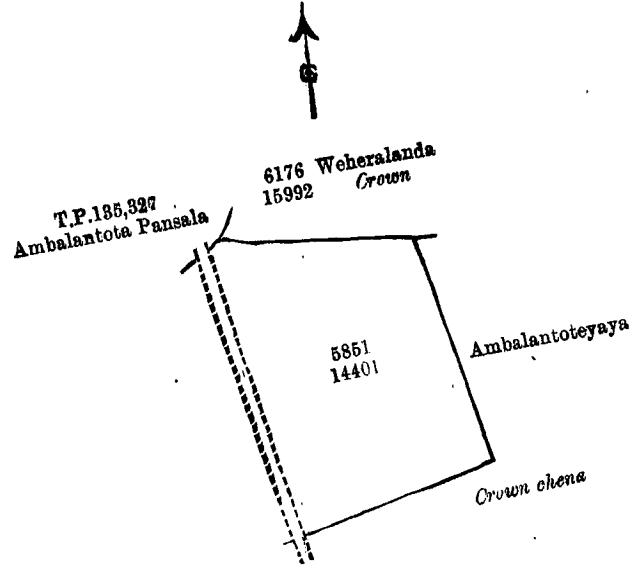 G
6176 Weheralanda
15992 Crown
T.P.135,327
Ambalantota Pansala
5851
14401
Ambalantoteyaya
Crown chena